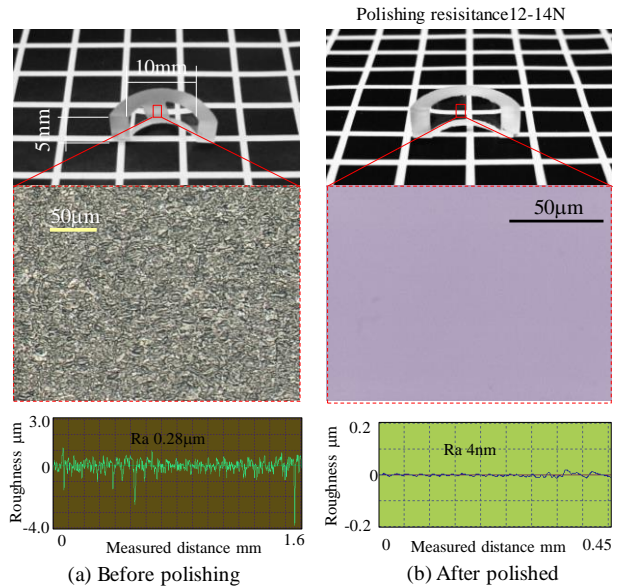 Polishing resisitance12-14N
10mm
5mm
50μm
50μm
3.0
0
-4.0
Roughness μm
Ra 0.28μm
0
1.6
Measured distance mm
0.2
0
-0.2
Roughness μm
Ra 4nm
0
0.45
Measured distance mm
(a) Before polishing
(b) After polished